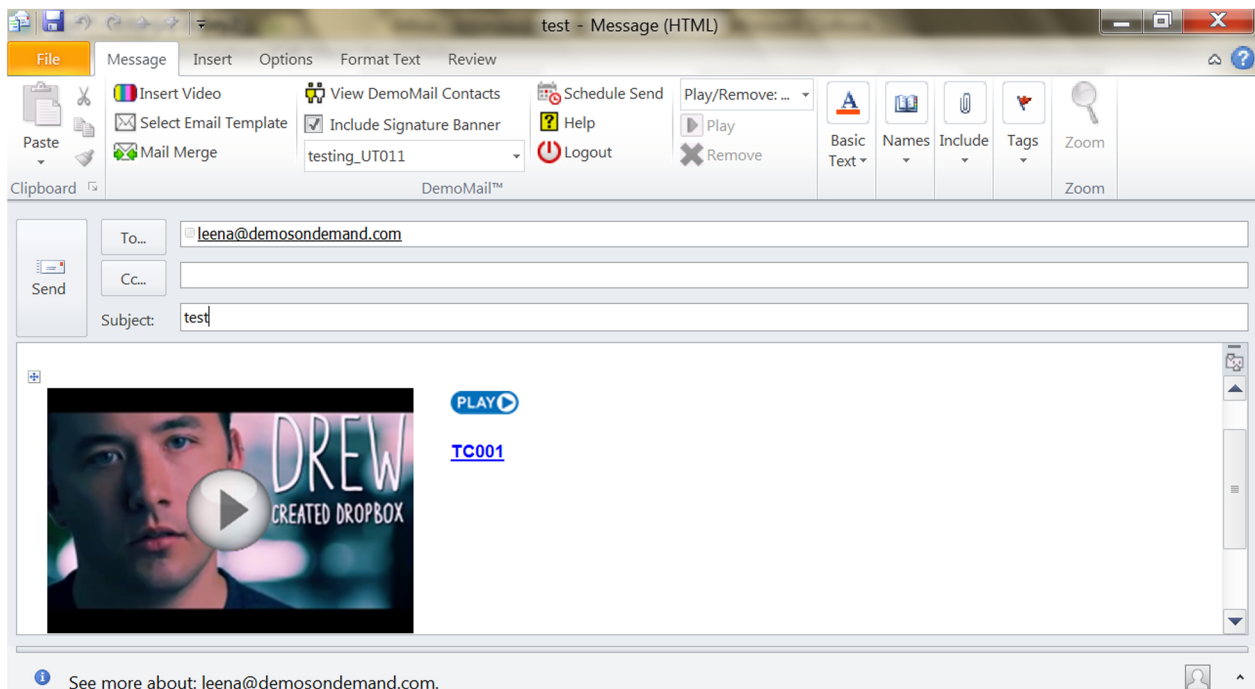 test - Message (HTML)
File Message Insert Options Format Text Review
Insert Video View DemoMail Contacts Schedule Send Play/Remove: ...
Select Email Template Include Signature Banner Help Play
Mail Merge testing_UT011 Logout Remove
Paste Basic Text Names Include Tags Zoom
Clipboard DemoMail™ Zoom
To... leena@demosondemand.com
Send Cc...
Subject: test
PLAY
TC001
DREW
CREATED DROPBOX
See more about: leena@demosondemand.com.